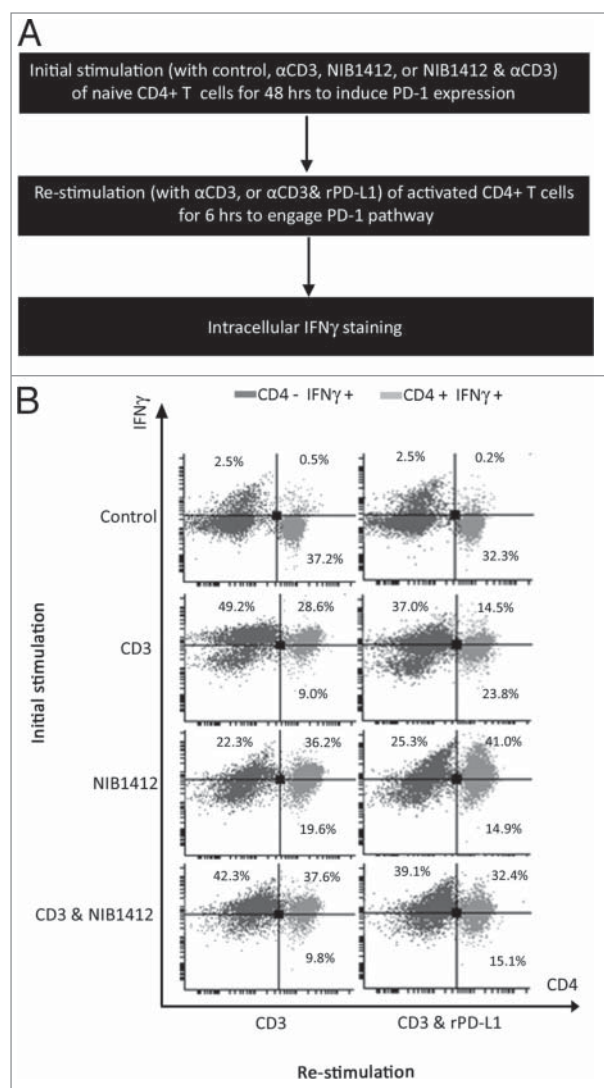 A
Initial stimulation (with control, αCD3, NIB1412, or NIB1412 & αCD3)
of naive CD4+ T cells for 48 hrs to induce PD-1 expression
Re-stimulation (with αCD3, or αCD3& rPD-L1) of activated CD4+ T cells
for 6 hrs to engage PD-1 pathway
Intracellular IFNγ staining
B
IFNγ
CD4 - IFNγ +
CD4 + IFNγ +
Initial stimulation
Control
2.5%
0.5%
37.2%
2.5%
0.2%
32.3%
CD3
49.2%
28.6%
9.0%
37.0%
14.5%
23.8%
NIB1412
22.3%
36.2%
19.6%
25.3%
41.0%
14.9%
CD3 & NIB1412
42.3%
37.6%
9.8%
39.1%
32.4%
15.1%
CD4
CD3
CD3 & rPD-L1
Re-stimulation